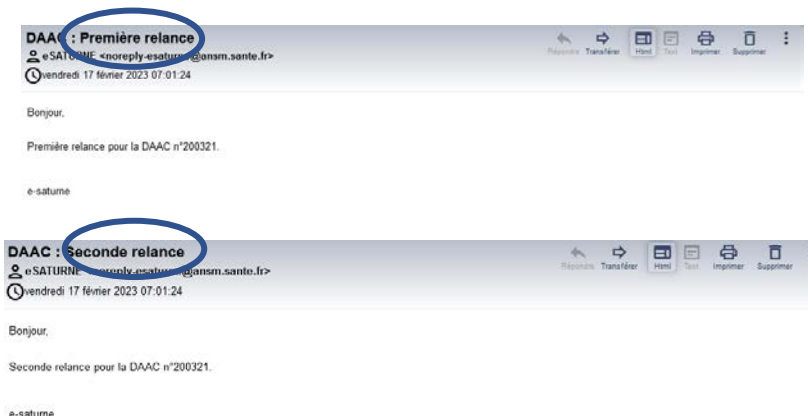 DAAC : Première relance
eSATURNE <noreply-esaturne@ansm.sante.fr>
vendredi 17 février 2023 07:01:24
Répondre Transférer Html Text Imprimer Supprimer
Bonjour,
Première relance pour la DAAC n°200321.
e-saturne
DAAC : Seconde relance
eSATURNE <noreply-esaturne@ansm.sante.fr>
vendredi 17 février 2023 07:01:24
Répondre Transférer Html Text Imprimer Supprimer
Bonjour,
Seconde relance pour la DAAC n°200321.
e-saturne